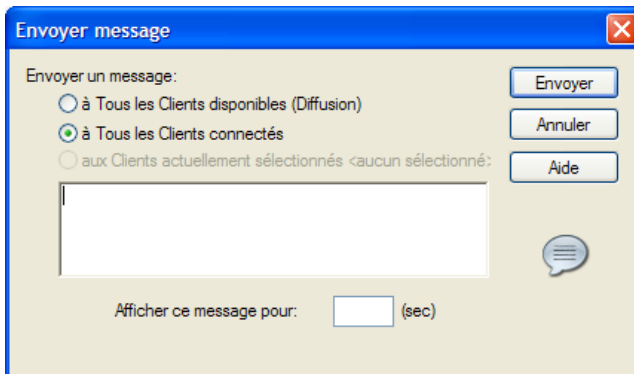 Envoyer message
Envoyer un message:
à Tous les Clients disponibles (Diffusion)
à Tous les Clients connectés
aux Clients actuellement sélectionnés <aucun sélectionné>
Afficher ce message pour:
(sec)
Envoyer
Annuler
Aide